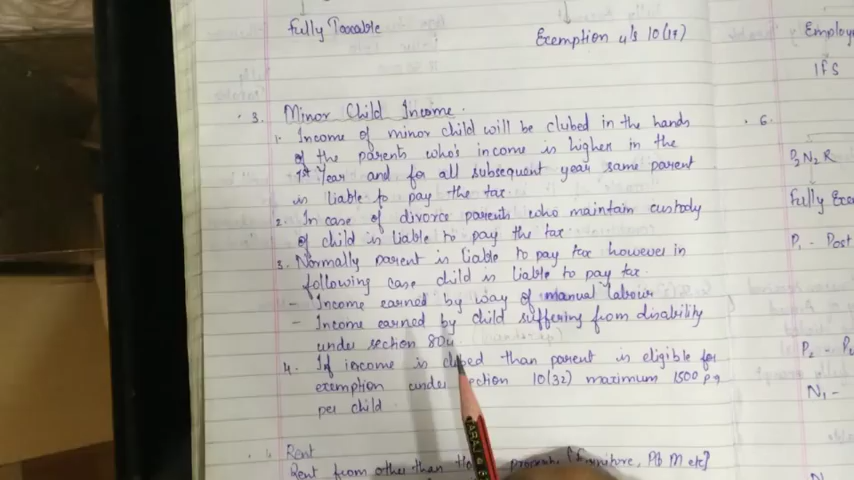 Fully Taxable
Exemption u/s 10(17)
3. Minor Child Income.
1. Income of minor child will be clubed in the hands
of the parents who's income is higher in the
1st Year and for all subsequent year same parent
is liable to pay the tax.
2. In case of divorce parents who maintain custody
of child is liable to pay the tax
3. Normally parent is liable to pay tax however in
following case child is liable to pay tax.
- Income earned by way of manual labour
- Income earned by child suffering from disability
under section 80u.
4. If income is clubed than parent is eligible for
exemption under section 10(32) maximum 1500 p.a
per child.
Rent
Rent from other than
Employ
IFS
6.
P2 N2 R
Fully Exe
P1 - Post
P2 -
N1 -